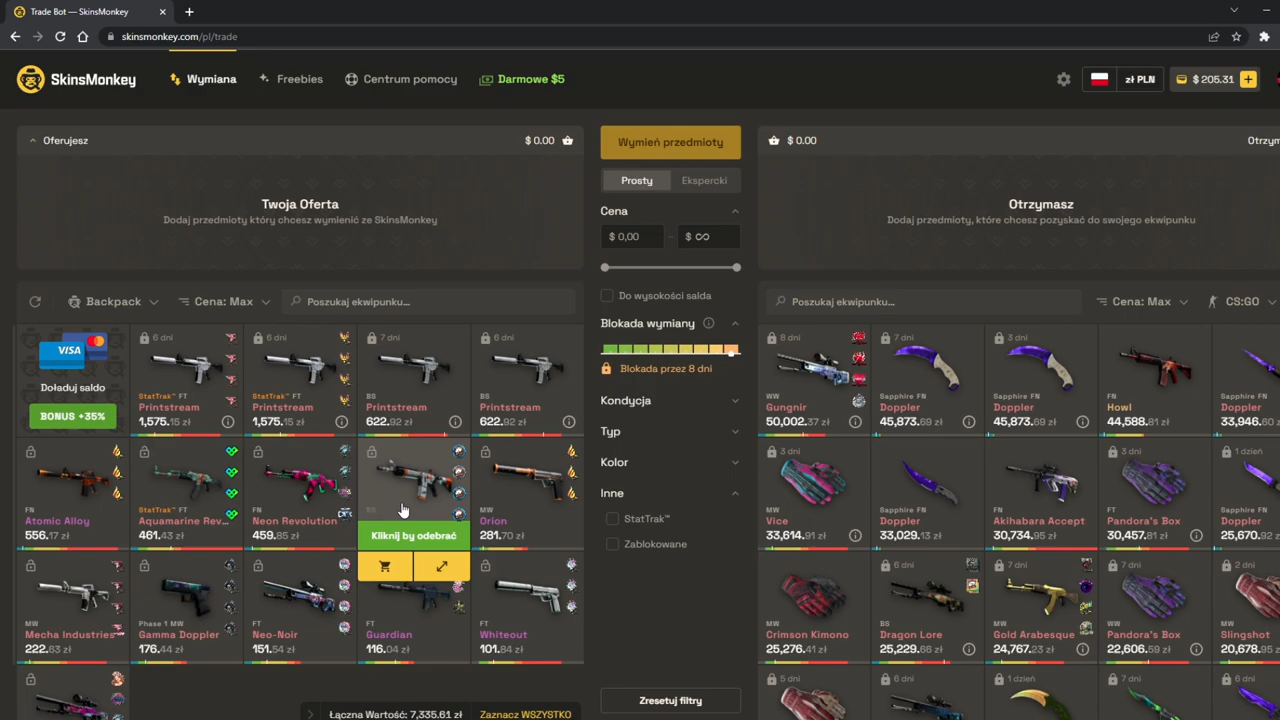 Trade Bot — SkinsMonkey
skinsmonkey.com/pl/trade
SkinsMonkey
Wymiana
Freebies
Centrum pomocy
Darmowe $5
zł PLN
$ 205.31
Oferujesz
$ 0.00
Twoja Oferta
Dodaj przedmioty który chcesz wymienić ze SkinsMonkey
Wymień przedmioty
Prosty
Ekspercki
Cena
$ 0,00
-
$ ∞
Do wysokości salda
Blokada wymiany
Blokada przez 8 dni
Kondycja
Typ
Kolor
Inne
StatTrak™
Zablokowane
Zresetuj filtry
$ 0.00
Otrzym
Otrzymasz
Dodaj przedmioty, które chcesz pozyskać do swojego ekwipunku
Backpack
Cena: Max
Poszukaj ekwipunku...
VISA
Doładuj saldo
BONUS +35%
6 dni
StatTrak™ FT
Printstream
1,575.15 zł
6 dni
StatTrak™ FT
Printstream
1,575.15 zł
7 dni
BS
Printstream
622.92 zł
6 dni
BS
Printstream
622.92 zł
FN
Atomic Alloy
556.17 zł
StatTrak™ FT
Aquamarine Rev...
461.43 zł
FN
Neon Revolution
459.85 zł
BS
Kliknij by odebrać
MW
Orion
281.70 zł
MW
Mecha Industries
222.63 zł
Phase 1 MW
Gamma Doppler
176.44 zł
FN
Neo-Noir
151.54 zł
FT
Guardian
116.04 zł
FT
Whiteout
101.84 zł
Łączna Wartość: 7,335.61 zł
Zaznacz WSZYSTKO
Poszukaj ekwipunku...
Cena: Max
CS:GO
8 dni
WW
Gungnir
50,002.37 zł
7 dni
Sapphire FN
Doppler
45,873.69 zł
3 dni
Sapphire FN
Doppler
45,873.69 zł
FN
Howl
44,588.81 zł
Sapphire FN
Doppler
33,946.60
3 dni
WW
Vice
33,614.91 zł
Sapphire FN
Doppler
33,029.13 zł
MW
Akihabara Accept
30,734.95 zł
3 dni
FN
Pandora's Box
30,457.81 zł
1 dzień
Sapphire FN
Doppler
25,670.92
MW
Crimson Kimono
25,276.41 zł
6 dni
BS
Dragon Lore
25,229.66 zł
7 dni
MW
Gold Arabesque
24,767.23 zł
6 dni
WW
Pandora's Box
22,606.59 zł
2 dni
MW
Slingshot
20,678.95
5 dni
6 dni
1 dzień
7 dni
6 dni